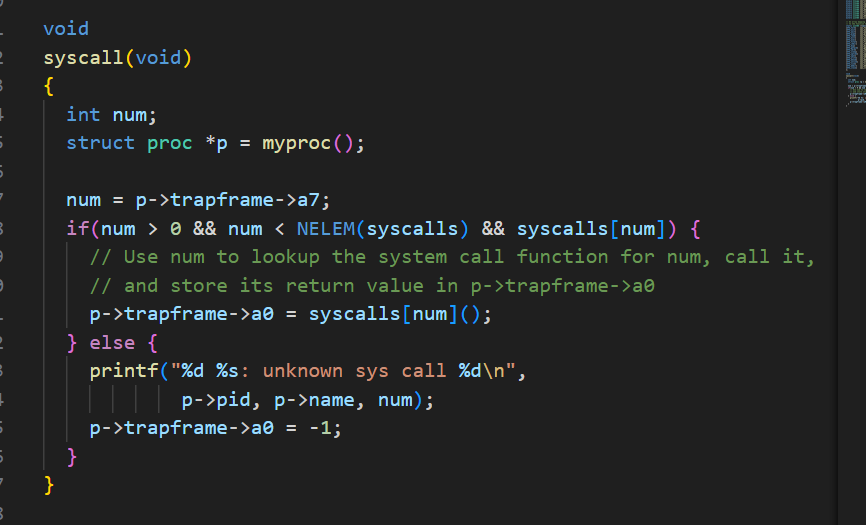 void
syscall(void)
{
int num;
struct proc *p = myproc();
num = p->trapframe->a7;
if(num > 0 && num < NELEM(syscalls) && syscalls[num]) {
// Use num to lookup the system call function for num, call it,
// and store its return value in p->trapframe->a0
p->trapframe->a0 = syscalls[num]();
} else {
printf("%d %s: unknown sys call %d\n",
p->pid, p->name, num);
p->trapframe->a0 = -1;
}
}